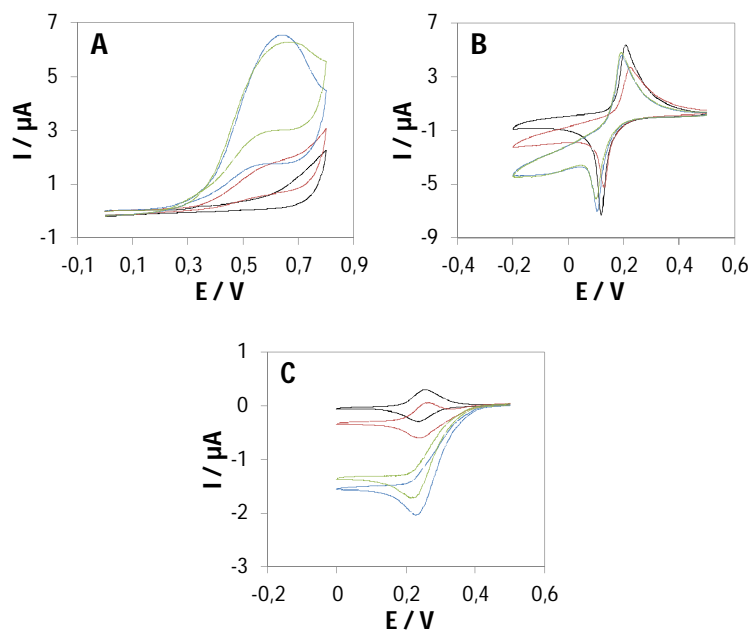 A
I / µA
7
5
3
1
-1
-0,1 0,1 0,3 0,5 0,7 0,9
E / V
B
I / µA
7
3
-1
-5
-9
-0,4 -0,2 0 0,2 0,4 0,6
E / V
C
I / µA
1
0
-1
-2
-3
-0,2 0 0,2 0,4 0,6
E / V